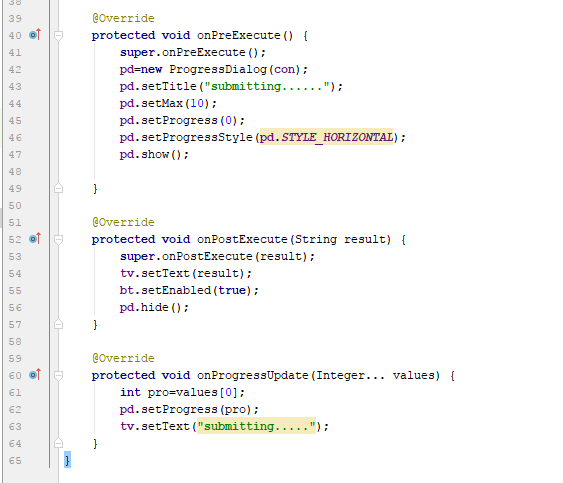 38
39 @Override
40 protected void onPreExecute() {
41 super.onPreExecute();
42 pd=new ProgressDialog(con);
43 pd.setTitle("submitting......");
44 pd.setMax(10);
45 pd.setProgress(0);
46 pd.setProgressStyle(pd.STYLE_HORIZONTAL);
47 pd.show();
48
49 }
50
51 @Override
52 protected void onPostExecute(String result) {
53 super.onPostExecute(result);
54 tv.setText(result);
55 bt.setEnabled(true);
56 pd.hide();
57 }
58
59 @Override
60 protected void onProgressUpdate(Integer... values) {
61 int pro=values[0];
62 pd.setProgress(pro);
63 tv.setText("submitting.....");
64 }
65 }